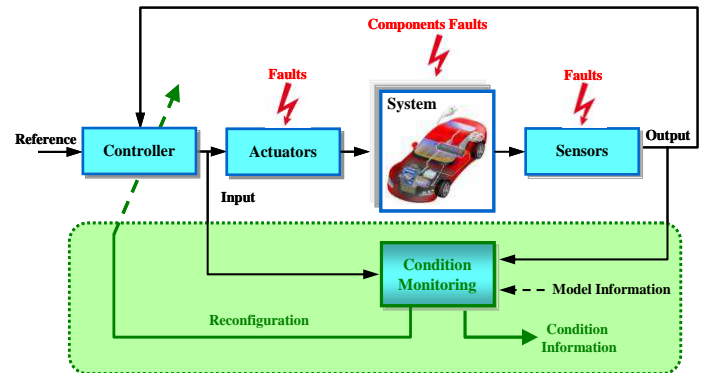 Components Faults
Faults
Faults
System
Reference
Controller
Actuators
Sensors
Output
Input
Condition
Monitoring
Model Information
Reconfiguration
Condition
Information